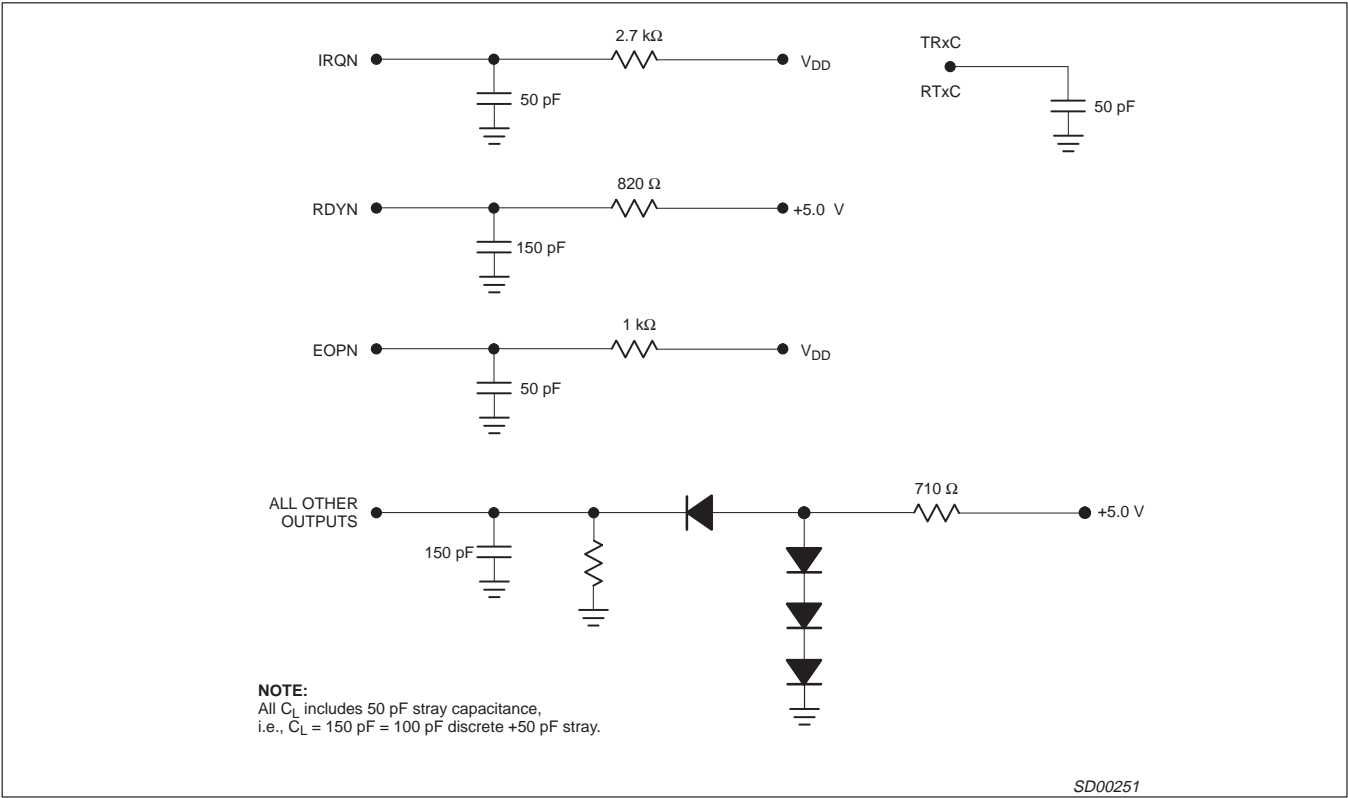 IRQN
2.7 kΩ
VDD
50 pF
TRxC
RTxC
50 pF
RDYN
820 Ω
+5.0 V
150 pF
EOPN
1 kΩ
VDD
50 pF
ALL OTHER
OUTPUTS
710 Ω
+5.0 V
150 pF
NOTE:
All CL includes 50 pF stray capacitance,
i.e., CL = 150 pF = 100 pF discrete +50 pF stray.
SD00251